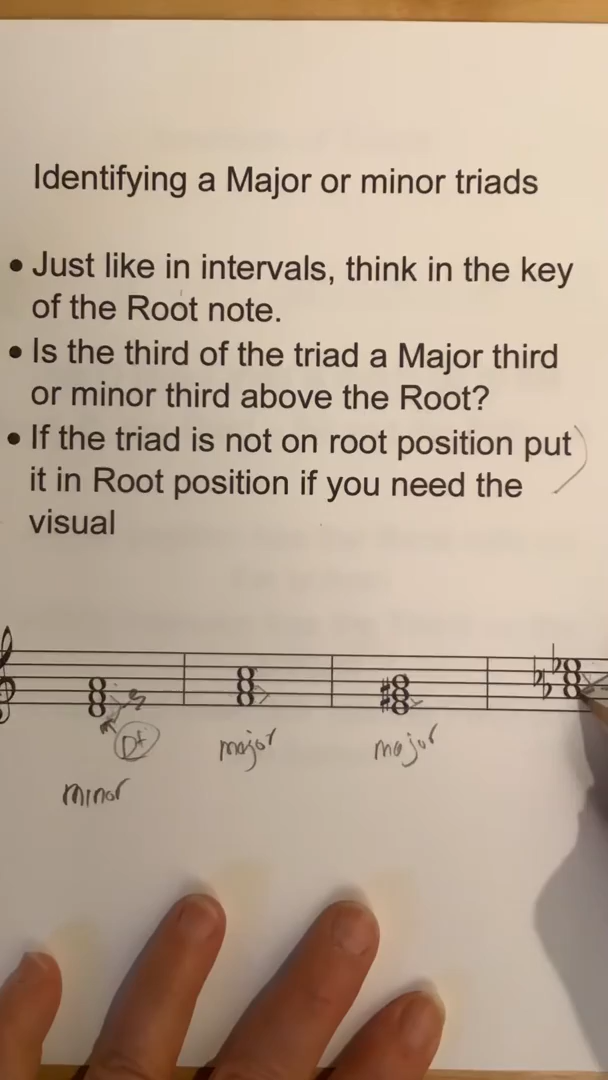 Identifying a Major or minor triads
• Just like in intervals, think in the key
of the Root note.
• Is the third of the triad a Major third
or minor third above the Root?
• If the triad is not on root position put
it in Root position if you need the
visual
D#
major
major
minor